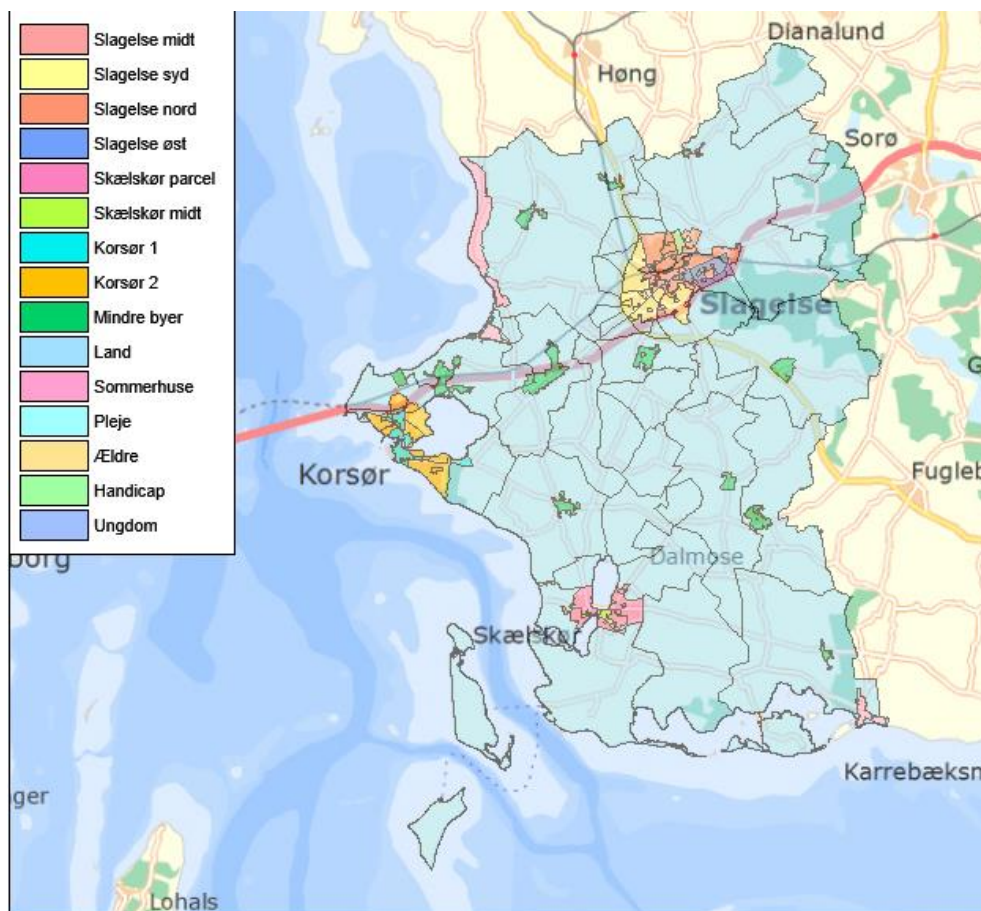 Slagelse midt
Slagelse syd
Slagelse nord
Slagelse øst
Skælskør parcel
Skælskør midt
Korsør 1
Korsør 2
Mindre byer
Land
Sommerhuse
Pleje
Ældre
Handicap
Ungdom
Dianalund
Høng
Sorø
Slagelse
G
Korsør
Fugleb
borg
Dalmose
Skælskør
Karrebæksm
ger
Lohals